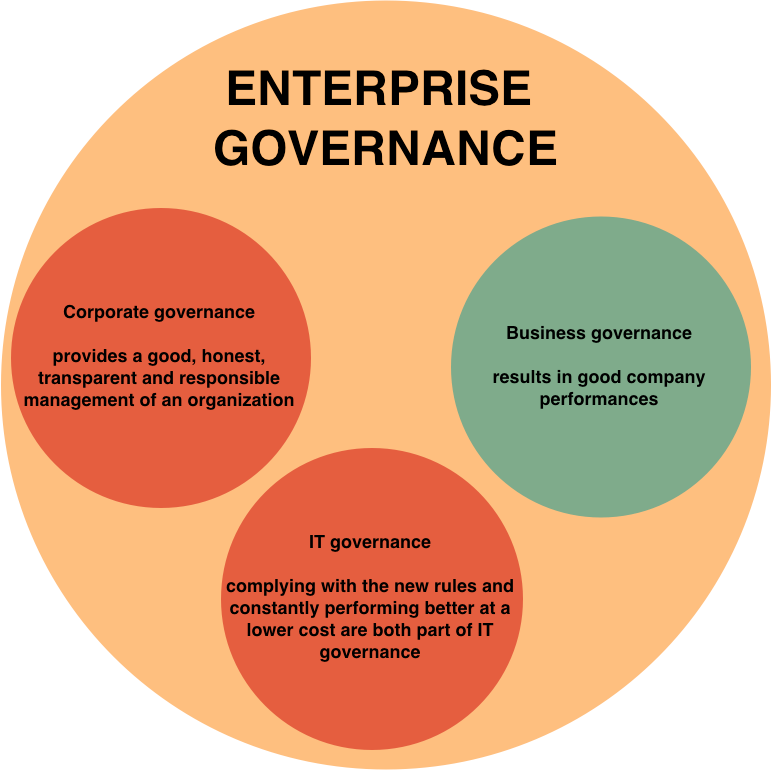 ENTERPRISE
GOVERNANCE
Corporate governance
provides a good, honest,
transparent and responsible
management of an organization
Business governance
results in good company
performances
IT governance
complying with the new rules and
constantly performing better at a
lower cost are both part of IT
governance